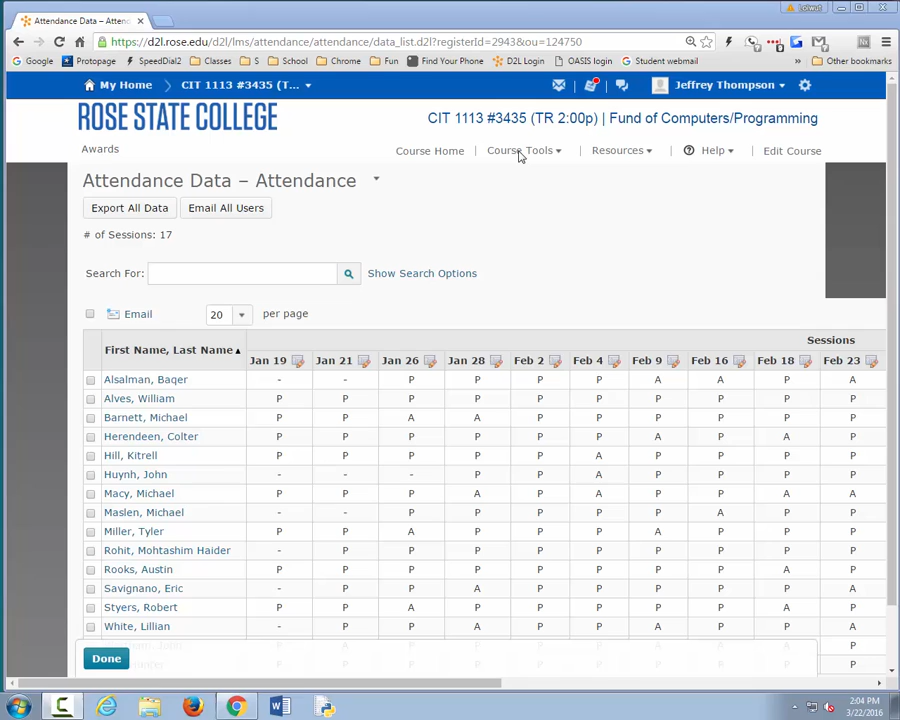 Lolwut
Attendance Data – Attend
https://d2l.rose.edu/d2l/lms/attendance/attendance/data_list.d2l?registerId=2943&ou=124750
Google Protopage SpeedDial2 Classes School Chrome Fun Find Your Phone D2L Login OASIS login Student webmail » Other bookmarks
My Home CIT 1113 #3435 (T... Jeffrey Thompson
ROSE STATE COLLEGE CIT 1113 #3435 (TR 2:00p) | Fund of Computers/Programming
Awards Course Home Course Tools Resources Help Edit Course
Attendance Data – Attendance
Export All Data Email All Users
# of Sessions: 17
Search For: Show Search Options
Email 20 per page
Sessions
First Name, Last Name Jan 19 Jan 21 Jan 26 Jan 28 Feb 2 Feb 4 Feb 9 Feb 16 Feb 18 Feb 23
Alsalman, Baqer - - P P P P A A P A
Alves, William P P P P P P P P P P
Barnett, Michael P P A A P P P P P P
Herendeen, Colter P P P P P P A P A P
Hill, Kitrell P P P P P A P P P P
Huynh, John - - - P P A P P P P
Macy, Michael P P P A P A P P A A
Maslen, Michael - - P P P P P A P P
Miller, Tyler P P A P P P A P P P
Rohit, Mohtashim Haider - P P P P P P P P P
Rooks, Austin P P P P P P P P A P
Savignano, Eric - P P A P P P P P A
Styers, Robert P P A P P P P P A P
White, Lillian - P P P P P A P P A
Done
2:04 PM
3/22/2016